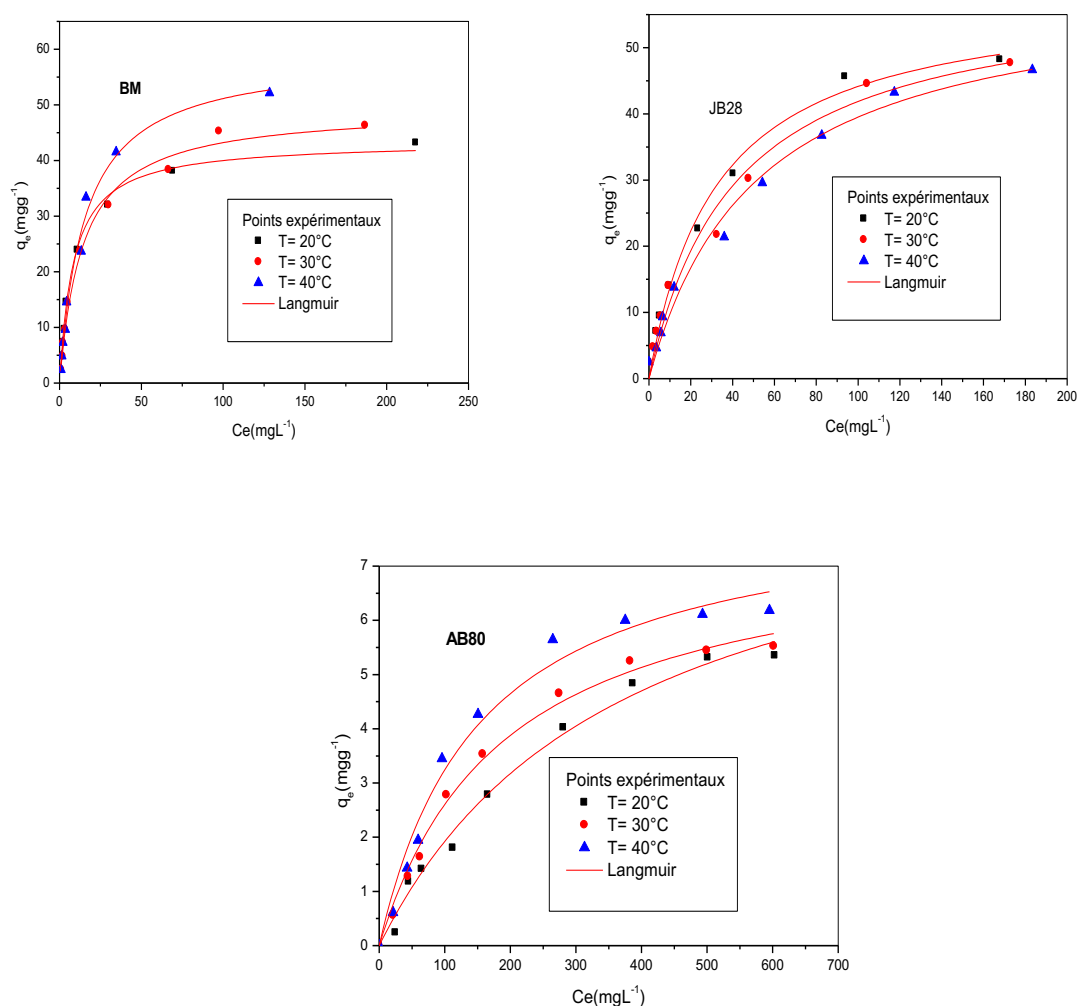 60
50
40
30
20
10
0
q_e(mgg^-1)
BM
Points expérimentaux
T= 20°C
T= 30°C
T= 40°C
Langmuir
0 50 100 150 200 250
Ce(mgL^-1)
50
40
30
20
10
0
q_e(mgg^-1)
JB28
Points expérimentaux
T= 20°C
T= 30°C
T= 40°C
Langmuir
0 20 40 60 80 100 120 140 160 180 200
Ce(mgL^-1)
7
6
5
4
3
2
1
0
q_e(mgg^-1)
AB80
Points expérimentaux
T= 20°C
T= 30°C
T= 40°C
Langmuir
0 100 200 300 400 500 600 700
Ce(mgL^-1)